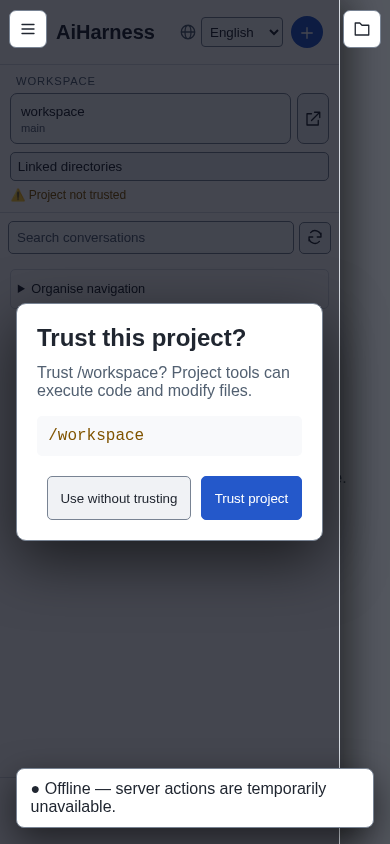 AiHarness
English
WORKSPACE
workspace
main
Linked directories
⚠ Project not trusted
Search conversations
▶ Organise navigation
Trust this project?
Trust /workspace? Project tools can
execute code and modify files.
/workspace
Use without trusting
Trust project
● Offline — server actions are temporarily
unavailable.